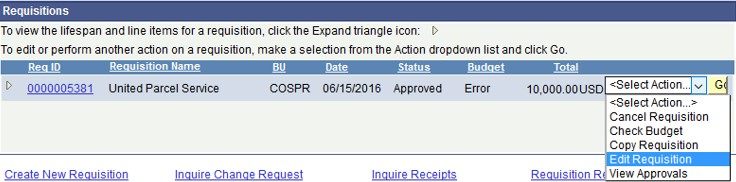 Requisitions
To view the lifespan and line items for a requisition, click the Expand triangle icon:
To edit or perform another action on a requisition, make a selection from the Action dropdown list and click Go.
Req ID Requisition Name BU Date Status Budget Total
0000005381 United Parcel Service COSPR 06/15/2016 Approved Error 10,000.00USD <Select Action... Go
<Select Action...>
Cancel Requisition
Check Budget
Copy Requisition
Edit Requisition
View Approvals
Create New Requisition Inquire Change Request Inquire Receipts Requisition Re